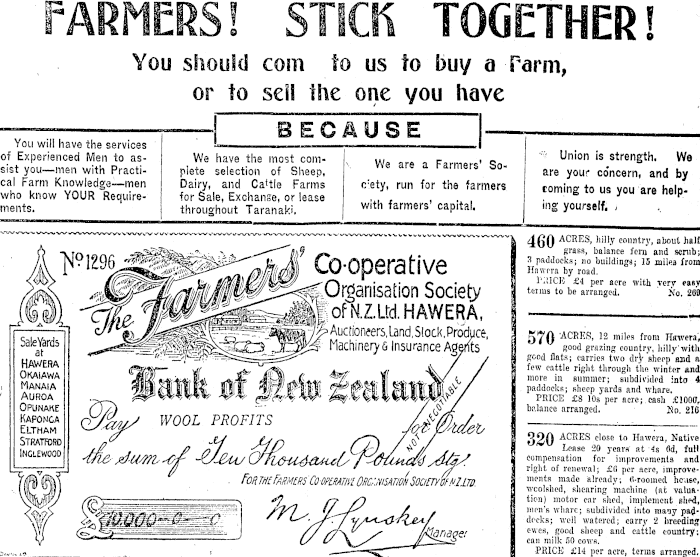 FARMERS! STICK TOGETHER!
You should com to us to buy a Farm,
or to sell the one you have
BECAUSE
You will have the services
of Experienced Men to as-
sist you—men with Practi-
cal Farm Knowledge—men
who know YOUR Require-
ments.
We have the most com-
plete selection of Sheep,
Dairy, and Cattle Farms
for Sale, Exchange, or lease
throughout Taranaki.
We are a Farmers' So-
ciety, run for the farmers
with farmers' capital.
Union is strength. We
are your concern, and by
coming to us you are help-
ing yourself.
No 1296
The Farmers' Co-operative
Organisation Society
of N.Z. Ltd. HAWERA,
Auctioneers, Land, Stock, Produce,
Machinery & Insurance Agents
Sale Yards
at
HAWERA
OKAIAWA
MANAIA
AUROA
OPUNAKE
KAPONGA
ELTHAM
STRATFORD
INGLEWOOD
Bank of New Zealand
Pay WOOL PROFITS or Order
NOT NEGOTIABLE
the sum of Ten Thousand Pounds stg.
FOR THE FARMERS CO OPERATIVE ORGANISATION SOCIETY OF N.Z. LTD.
£10,000-0-0
M. J. Lynskey
Manager
460 ACRES, hilly country, about half
grass, balance fern and scrub;
3 paddocks; no buildings; 15 miles from
Hawera by road.
PRICE £4 per acre with very easy
terms to be arranged. No. 269
570 ACRES, 12 miles from Hawera,
good grazing country, hilly with
good flats; carries two dry sheep and a
few cattle right through the winter and
more in summer; subdivided into 4
paddocks; sheep yards and whare.
PRICE £8 10s per acre; cash £1000,
balance arranged. No. 216
320 ACRES close to Hawera, Native
Lease 20 years at 4s 6d, full
compensation for improvements and
right of renewal; £6 per acre, improve-
ments made already; 6-roomed house,
woolshed, shearing machine (at valua-
tion) motor car shed, implement shed,
men's whare; subdivided into many pad-
docks; well watered; carry 2 breeding
ewes, good sheep and cattle country;
can milk 50 cows.
PRICE £14 per acre, terms arranged.